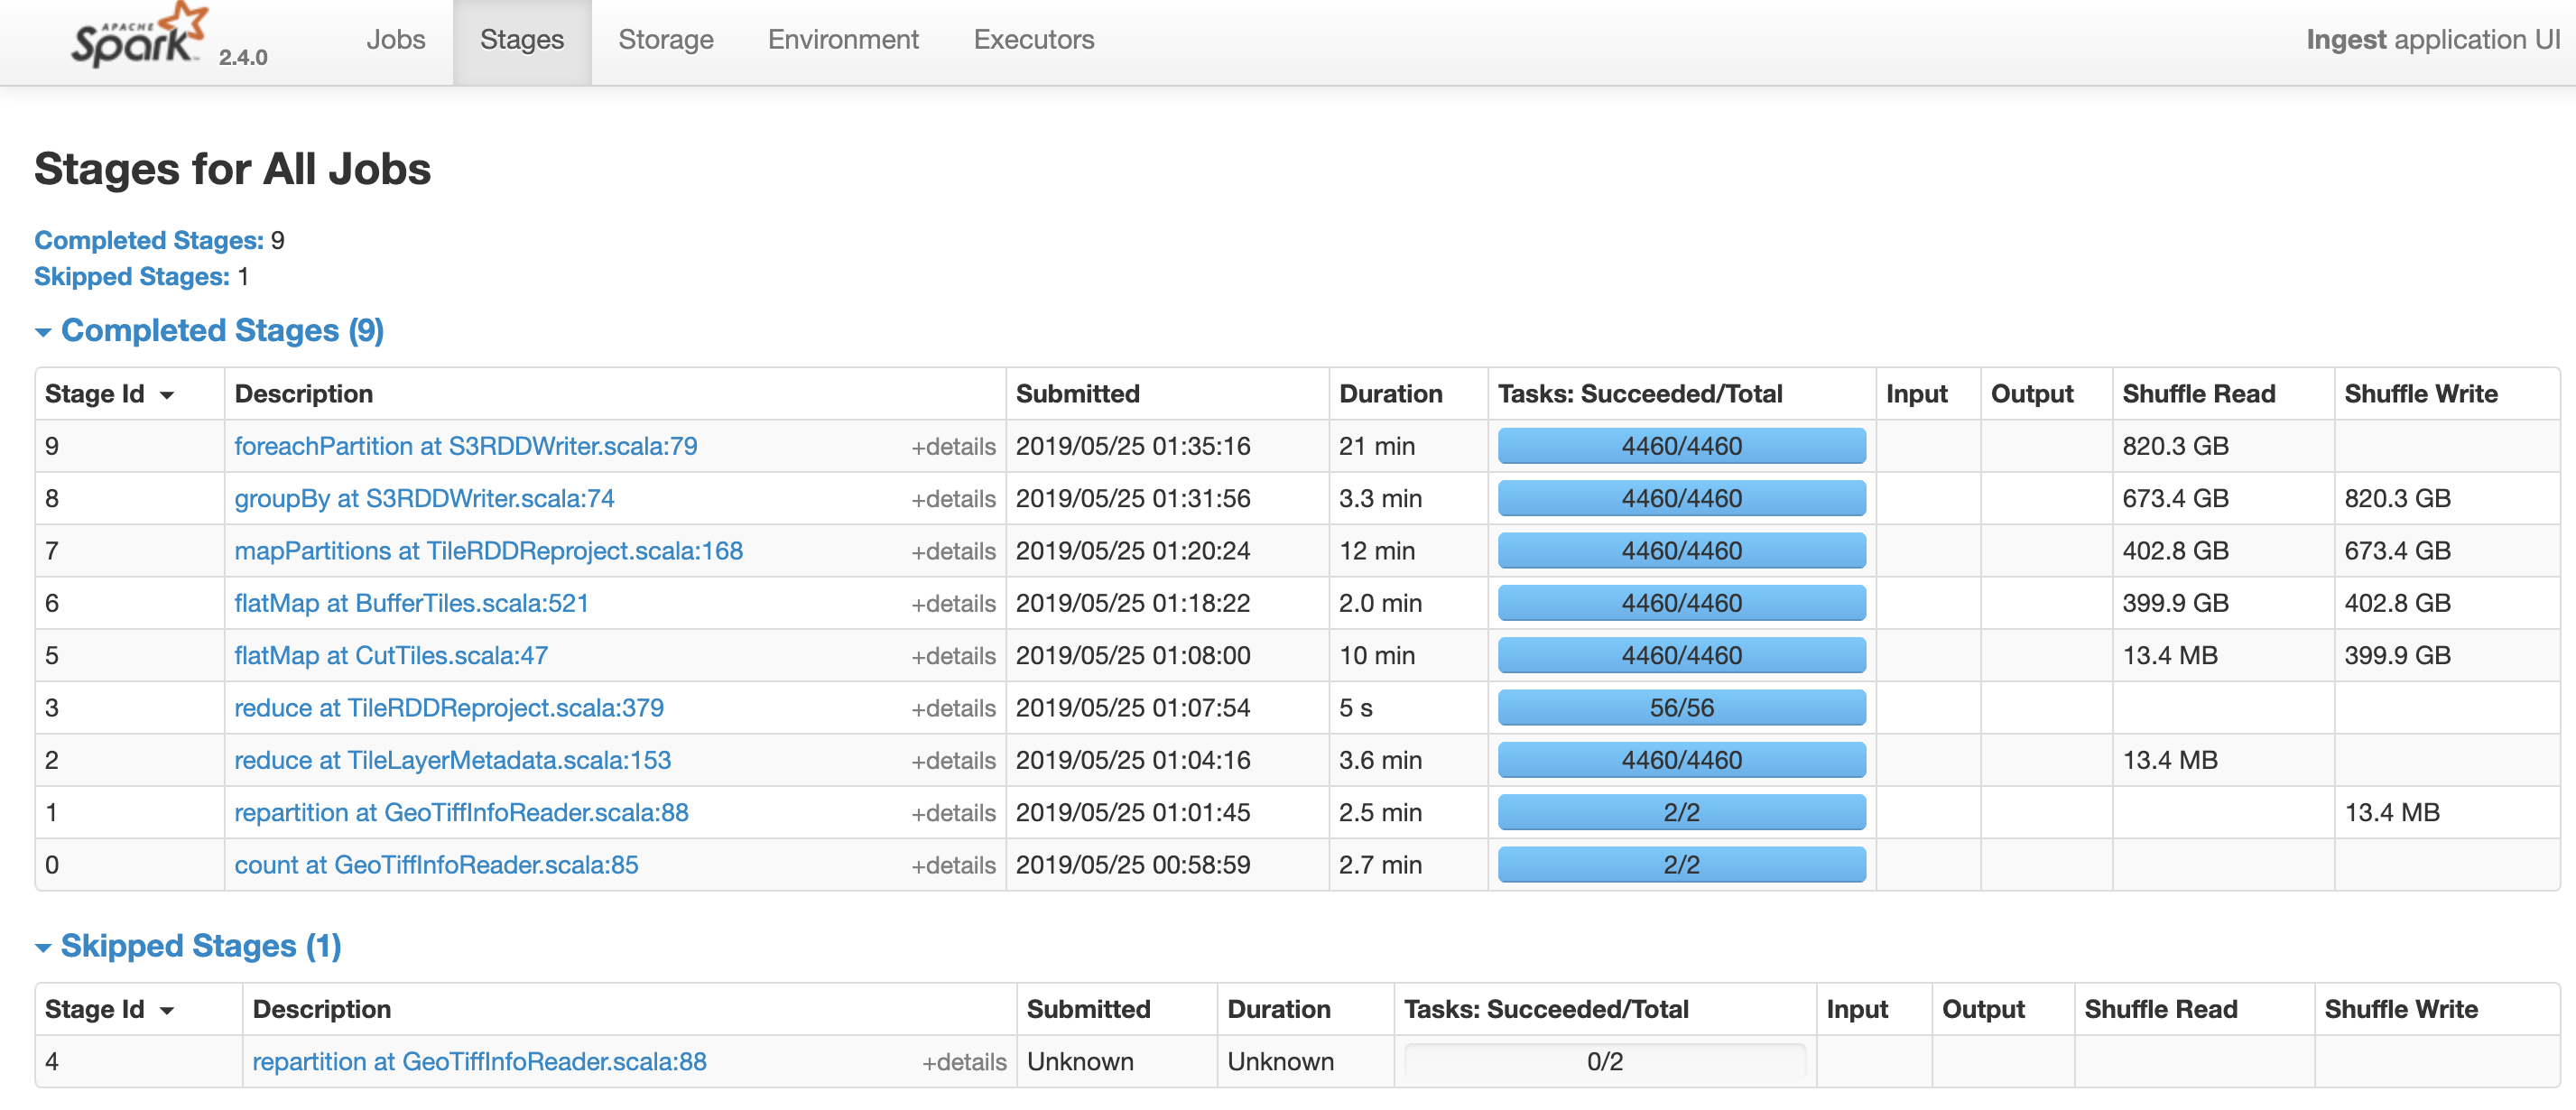 APACHE Spark 2.4.0 Jobs Stages Storage Environment Executors Ingest application UI
Stages for All Jobs
Completed Stages: 9
Skipped Stages: 1
Completed Stages (9)
Stage Id Description Submitted Duration Tasks: Succeeded/Total Input Output Shuffle Read Shuffle Write
9 foreachPartition at S3RDDWriter.scala:79 +details 2019/05/25 01:35:16 21 min 4460/4460 820.3 GB
8 groupBy at S3RDDWriter.scala:74 +details 2019/05/25 01:31:56 3.3 min 4460/4460 673.4 GB 820.3 GB
7 mapPartitions at TileRDDReproject.scala:168 +details 2019/05/25 01:20:24 12 min 4460/4460 402.8 GB 673.4 GB
6 flatMap at BufferTiles.scala:521 +details 2019/05/25 01:18:22 2.0 min 4460/4460 399.9 GB 402.8 GB
5 flatMap at CutTiles.scala:47 +details 2019/05/25 01:08:00 10 min 4460/4460 13.4 MB 399.9 GB
3 reduce at TileRDDReproject.scala:379 +details 2019/05/25 01:07:54 5 s 56/56
2 reduce at TileLayerMetadata.scala:153 +details 2019/05/25 01:04:16 3.6 min 4460/4460 13.4 MB
1 repartition at GeoTiffInfoReader.scala:88 +details 2019/05/25 01:01:45 2.5 min 2/2 13.4 MB
0 count at GeoTiffInfoReader.scala:85 +details 2019/05/25 00:58:59 2.7 min 2/2
Skipped Stages (1)
Stage Id Description Submitted Duration Tasks: Succeeded/Total Input Output Shuffle Read Shuffle Write
4 repartition at GeoTiffInfoReader.scala:88 +details Unknown Unknown 0/2